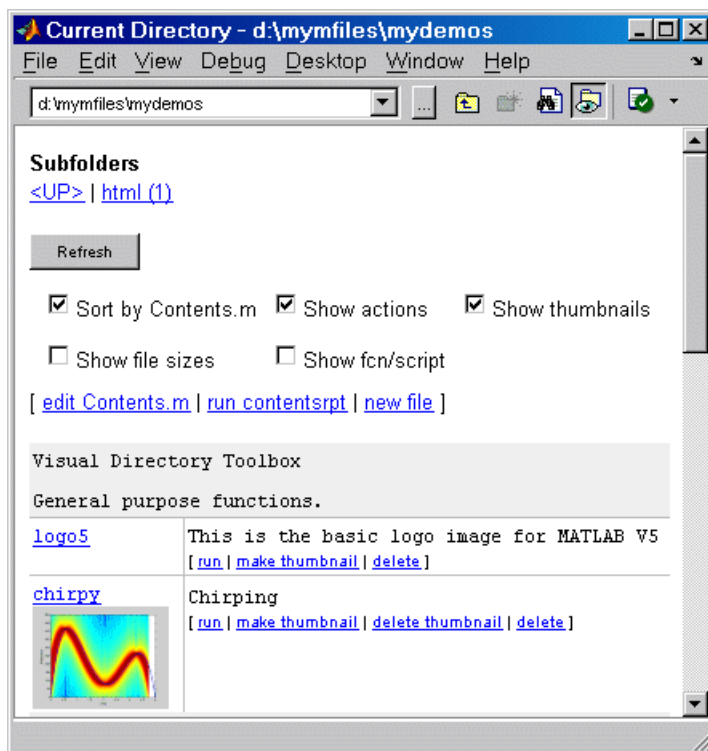 Current Directory - d:\mymfiles\mydemos
File Edit View Debug Desktop Window Help
d:\mymfiles\mydemos
...
Subfolders
<UP> | html (1)
Refresh
Sort by Contents.m Show actions Show thumbnails
Show file sizes Show fcn/script
[ edit Contents.m | run contentsrpt | new file ]
Visual Directory Toolbox
General purpose functions.
logo5 This is the basic logo image for MATLAB V5
[ run | make thumbnail | delete ]
chirpy Chirping
[ run | make thumbnail | delete thumbnail | delete ]